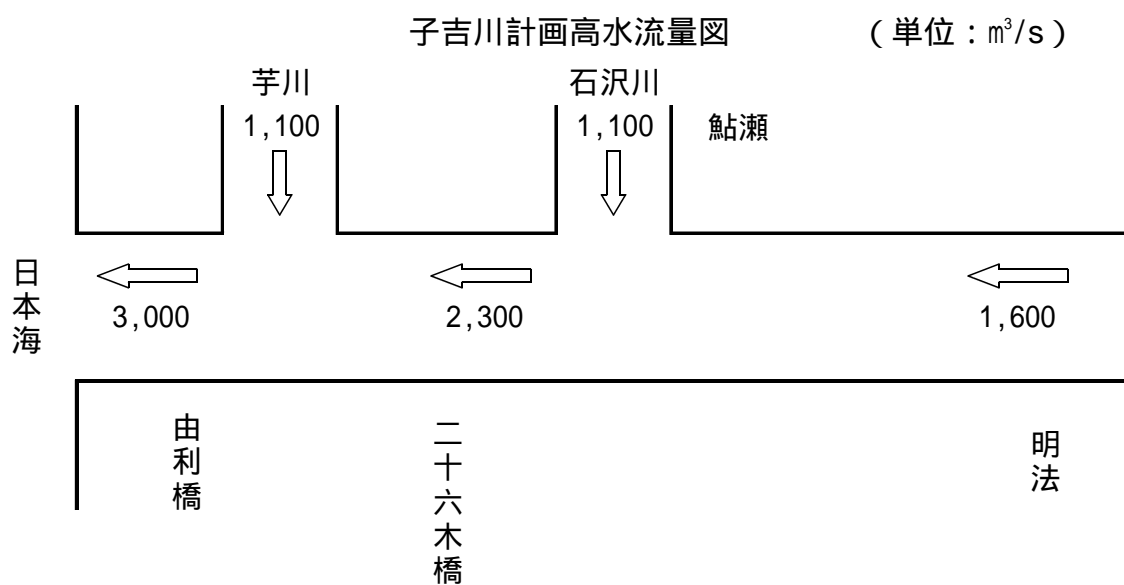 子吉川計画高水流量図 (単位:㎥/s)
芋川 石沢川
1,100 1,100 鮎瀬
日本海
3,000 2,300 1,600
由利橋
二十六木橋
明法